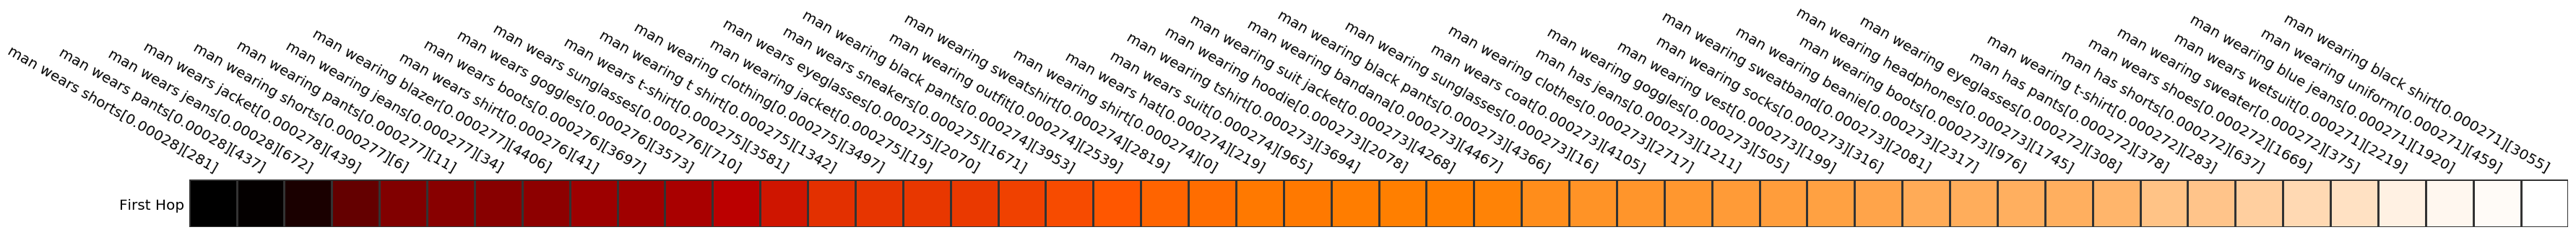 man wears shorts[0.00028][281]
man wears pants[0.00028][437]
man wears jeans[0.00028][672]
man wears jacket[0.000278][439]
man wearing shorts[0.000277][6]
man wearing pants[0.000277][11]
man wearing jeans[0.000277][34]
man wearing blazer[0.000277][4406]
man wears shirt[0.000276][41]
man wears boots[0.000276][3697]
man wears goggles[0.000276][3573]
man wears sunglasses[0.000276][710]
man wears t-shirt[0.000275][3581]
man wearing t shirt[0.000275][1342]
man wearing clothing[0.000275][3497]
man wearing jacket[0.000275][19]
man wears eyeglasses[0.000275][2070]
man wears sneakers[0.000275][1671]
man wearing black pants[0.000274][3953]
man wearing outfit[0.000274][2539]
man wearing sweatshirt[0.000274][2819]
man wearing shirt[0.000274][0]
man wears hat[0.000274][219]
man wears suit[0.000274][965]
man wearing tshirt[0.000273][3694]
man wearing hoodie[0.000273][2078]
man wearing suit jacket[0.000273][4268]
man wearing bandana[0.000273][4467]
man wearing black pants[0.000273][4366]
man wearing sunglasses[0.000273][16]
man wears coat[0.000273][4105]
man wearing clothes[0.000273][2717]
man has jeans[0.000273][1211]
man wearing goggles[0.000273][505]
man wearing vest[0.000273][199]
man wearing socks[0.000273][316]
man wearing sweatband[0.000273][2081]
man wearing beanie[0.000273][2317]
man wearing boots[0.000273][976]
man wearing headphones[0.000273][1745]
man wearing eyeglasses[0.000272][308]
man has pants[0.000272][378]
man wearing t-shirt[0.000272][283]
man has shorts[0.000272][637]
man wears shoes[0.000272][1669]
man wearing sweater[0.000272][375]
man wears wetsuit[0.000271][2219]
man wearing blue jeans[0.000271][1920]
man wearing uniform[0.000271][459]
man wearing black shirt[0.000271][3055]
First Hop